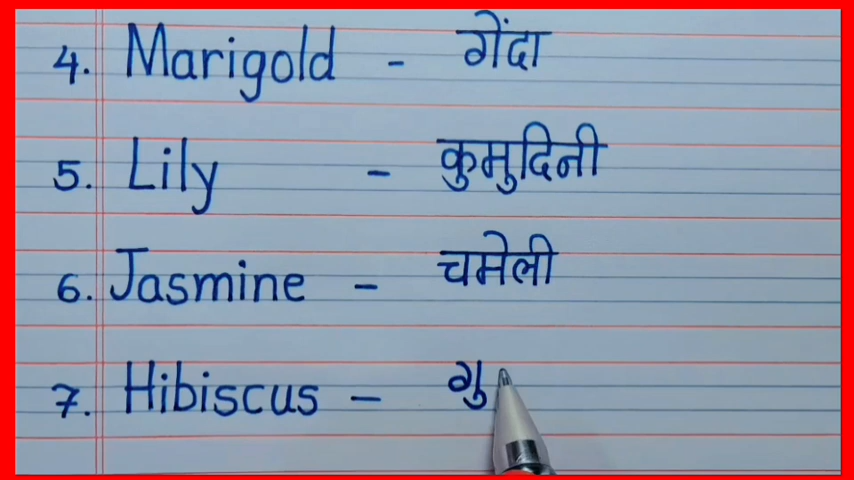 4. Marigold - गेंदा
5. Lily - कुमुदिनी
6. Jasmine - चमेली
7. Hibiscus - गु